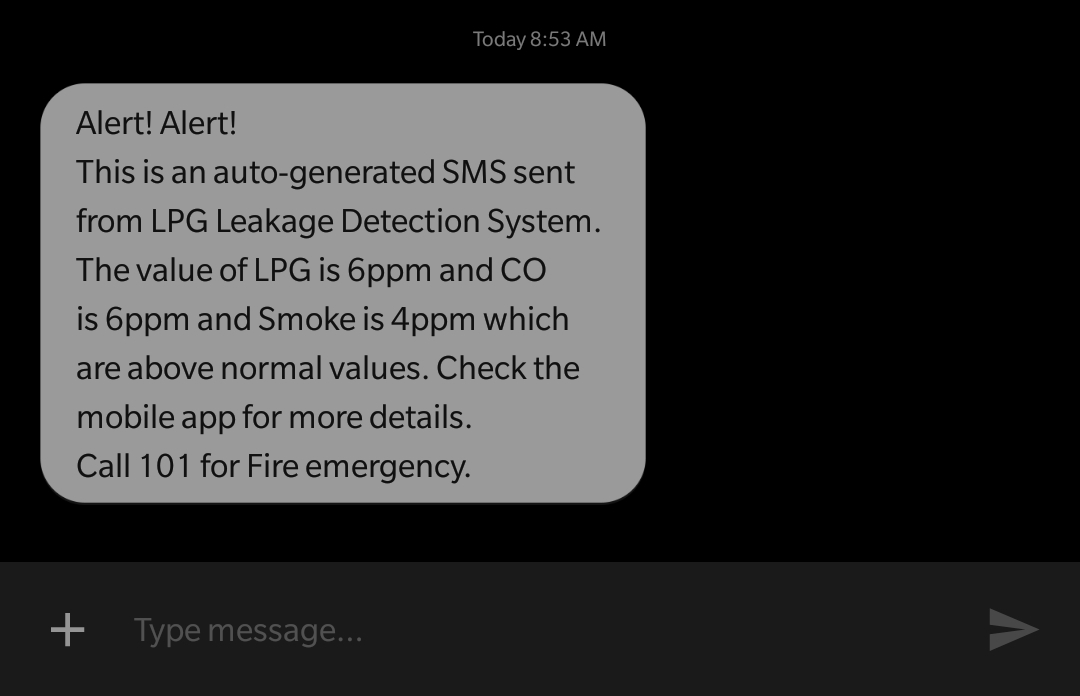 Today 8:53 AM
Alert! Alert!
This is an auto-generated SMS sent
from LPG Leakage Detection System.
The value of LPG is 6ppm and CO
is 6ppm and Smoke is 4ppm which
are above normal values. Check the
mobile app for more details.
Call 101 for Fire emergency.
Type message...